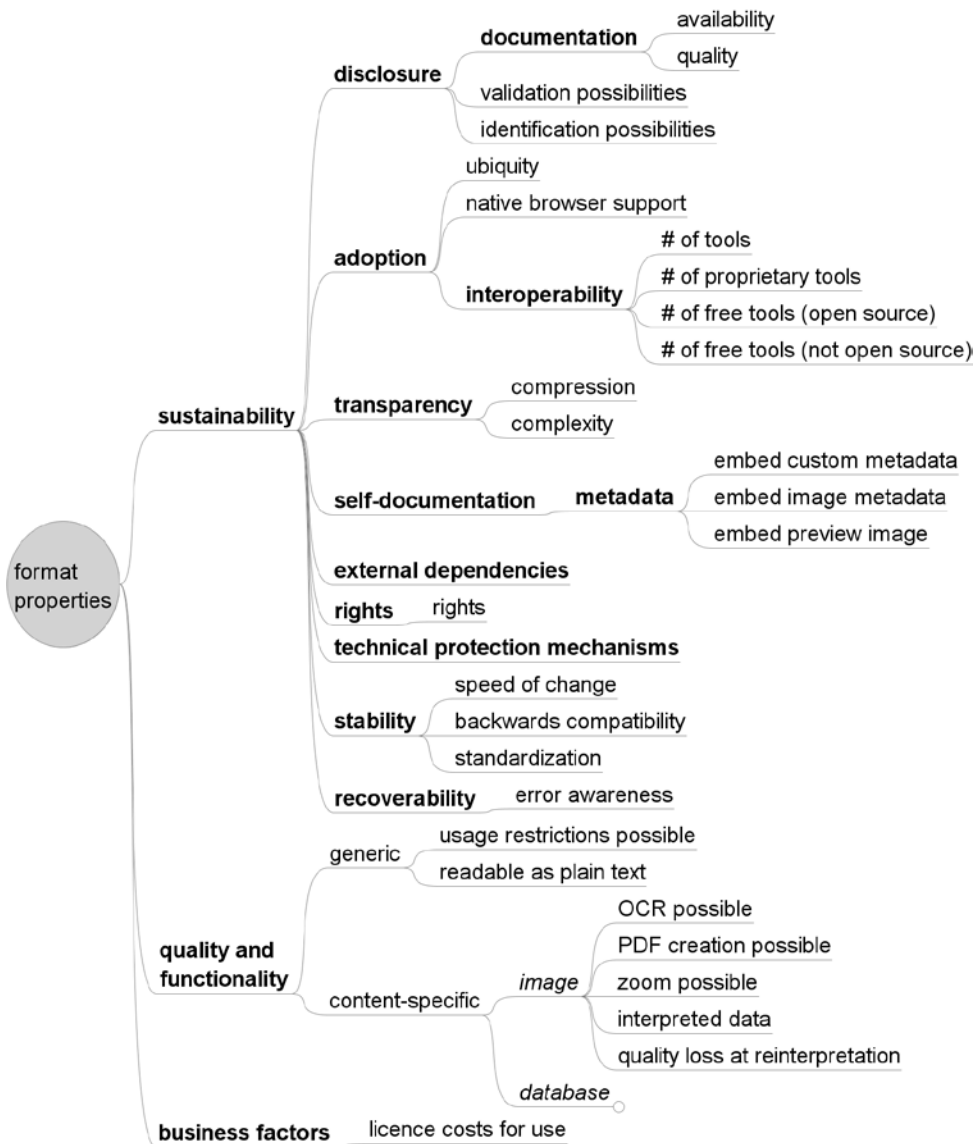 availability
documentation
quality
disclosure
validation possibilities
identification possibilities
ubiquity
native browser support
# of tools
adoption
# of proprietary tools
interoperability
# of free tools (open source)
# of free tools (not open source)
compression
transparency
complexity
sustainability
embed custom metadata
self-documentation
metadata
embed image metadata
embed preview image
external dependencies
format
properties
rights
rights
technical protection mechanisms
speed of change
stability
backwards compatibility
standardization
recoverability
error awareness
usage restrictions possible
generic
readable as plain text
OCR possible
quality and
functionality
PDF creation possible
image
zoom possible
content-specific
interpreted data
quality loss at reinterpretation
database
business factors
licence costs for use